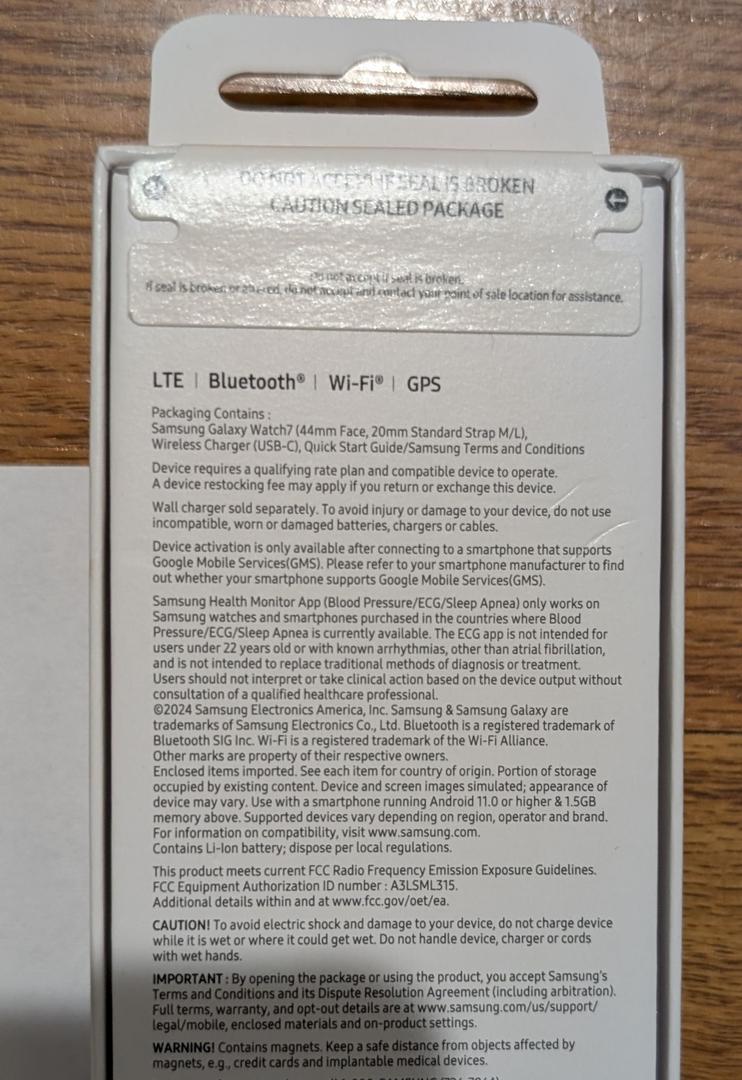 DO NOT ACCEPT IF SEAL IS BROKEN
CAUTION SEALED PACKAGE
Do not accept if seal is broken.
If seal is broken or altered, do not accept and contact your point of sale location for assistance.
LTE | Bluetooth® | Wi-Fi® | GPS
Packaging Contains :
Samsung Galaxy Watch7 (44mm Face, 20mm Standard Strap M/L),
Wireless Charger (USB-C), Quick Start Guide/Samsung Terms and Conditions
Device requires a qualifying rate plan and compatible device to operate.
A device restocking fee may apply if you return or exchange this device.
Wall charger sold separately. To avoid injury or damage to your device, do not use
incompatible, worn or damaged batteries, chargers or cables.
Device activation is only available after connecting to a smartphone that supports
Google Mobile Services(GMS). Please refer to your smartphone manufacturer to find
out whether your smartphone supports Google Mobile Services(GMS).
Samsung Health Monitor App (Blood Pressure/ECG/Sleep Apnea) only works on
Samsung watches and smartphones purchased in the countries where Blood
Pressure/ECG/Sleep Apnea is currently available. The ECG app is not intended for
users under 22 years old or with known arrhythmias, other than atrial fibrillation,
and is not intended to replace traditional methods of diagnosis or treatment.
Users should not interpret or take clinical action based on the device output without
consultation of a qualified healthcare professional.
©2024 Samsung Electronics America, Inc. Samsung & Samsung Galaxy are
trademarks of Samsung Electronics Co., Ltd. Bluetooth is a registered trademark of
Bluetooth SIG Inc. Wi-Fi is a registered trademark of the Wi-Fi Alliance.
Other marks are property of their respective owners.
Enclosed items imported. See each item for country of origin. Portion of storage
occupied by existing content. Device and screen images simulated; appearance of
device may vary. Use with a smartphone running Android 11.0 or higher & 1.5GB
memory above. Supported devices vary depending on region, operator and brand.
For information on compatibility, visit www.samsung.com.
Contains Li-Ion battery; dispose per local regulations.
This product meets current FCC Radio Frequency Emission Exposure Guidelines.
FCC Equipment Authorization ID number : A3LSML315.
Additional details within and at www.fcc.gov/oet/ea.
CAUTION! To avoid electric shock and damage to your device, do not charge device
while it is wet or where it could get wet. Do not handle device, charger or cords
with wet hands.
IMPORTANT : By opening the package or using the product, you accept Samsung's
Terms and Conditions and its Dispute Resolution Agreement (including arbitration).
Full terms, warranty, and opt-out details are at www.samsung.com/us/support/
legal/mobile, enclosed materials and on-product settings.
WARNING! Contains magnets. Keep a safe distance from objects affected by
magnets, e.g., credit cards and implantable medical devices.